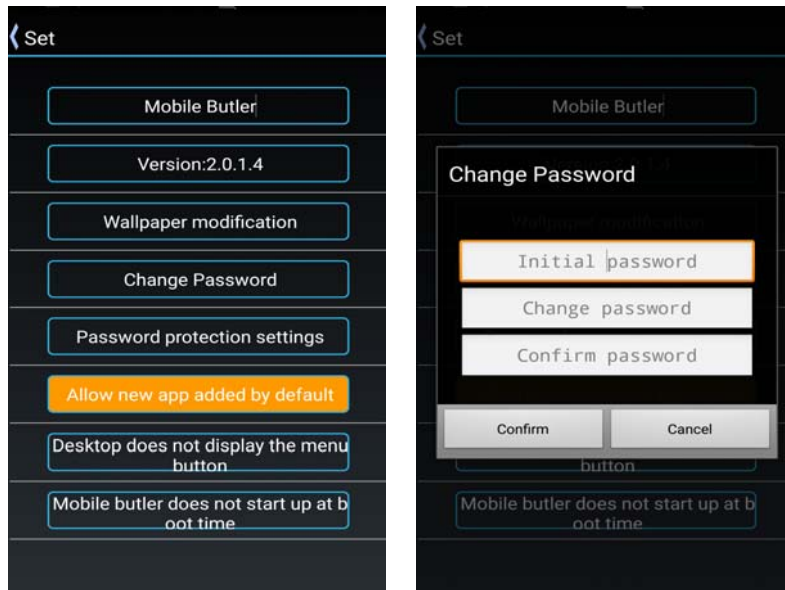 Set
Mobile Butler
Version:2.0.1.4
Wallpaper modification
Change Password
Password protection settings
Allow new app added by default
Desktop does not display the menu
button
Mobile butler does not start up at b
oot time
Set
Mobile Butler
Change Password
Wallpaper modification
Initial password
Change password
Confirm password
Confirm
Cancel
button
Mobile butler does not start up at b
oot time